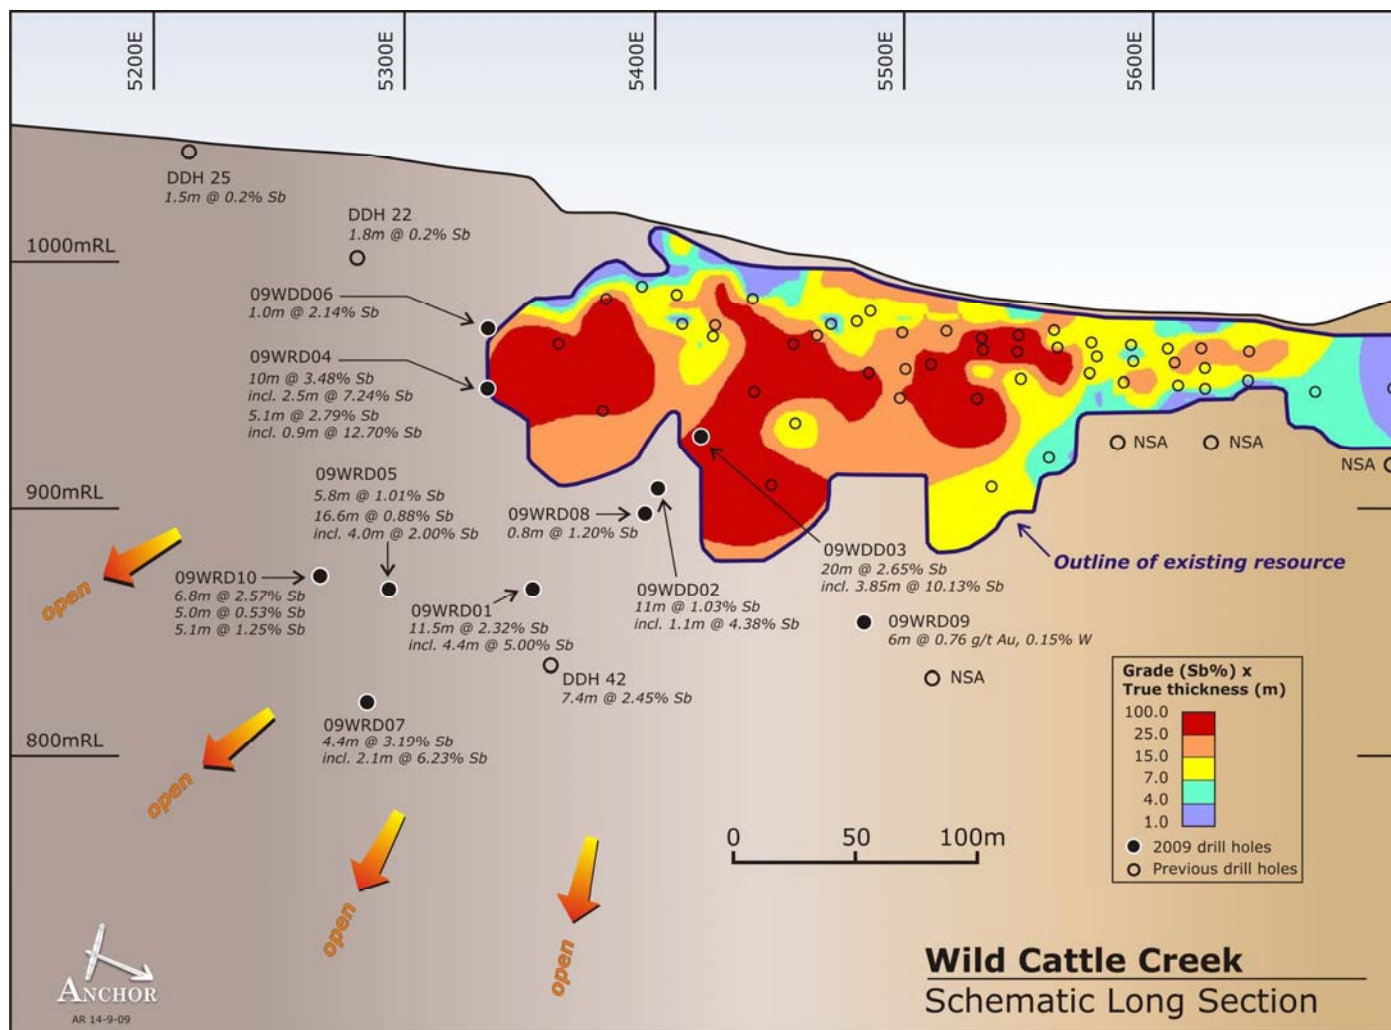 5200E
5300E
5400E
5500E
5600E
DDH 25
1.5m @ 0.2% Sb
DDH 22
1.8m @ 0.2% Sb
1000mRL
09WDD06
1.0m @ 2.14% Sb
09WRD04
10m @ 3.48% Sb
incl. 2.5m @ 7.24% Sb
5.1m @ 2.79% Sb
incl. 0.9m @ 12.70% Sb
09WRD05
5.8m @ 1.01% Sb
16.6m @ 0.88% Sb
incl. 4.0m @ 2.00% Sb
900mRL
09WRD08
0.8m @ 1.20% Sb
NSA
NSA
NSA
09WDD03
20m @ 2.65% Sb
incl. 3.85m @ 10.13% Sb
Outline of existing resource
open
09WRD10
6.8m @ 2.57% Sb
5.0m @ 0.53% Sb
5.1m @ 1.25% Sb
09WRD01
11.5m @ 2.32% Sb
incl. 4.4m @ 5.00% Sb
09WDD02
11m @ 1.03% Sb
incl. 1.1m @ 4.38% Sb
09WRD09
6m @ 0.76 g/t Au, 0.15% W
DDH 42
7.4m @ 2.45% Sb
NSA
09WRD07
4.4m @ 3.19% Sb
incl. 2.1m @ 6.23% Sb
800mRL
open
open
open
Grade (Sb%) x
True thickness (m)
100.0
25.0
15.0
7.0
4.0
1.0
2009 drill holes
Previous drill holes
0 50 100m
Wild Cattle Creek
Schematic Long Section
ANCHOR
AR 14-9-09